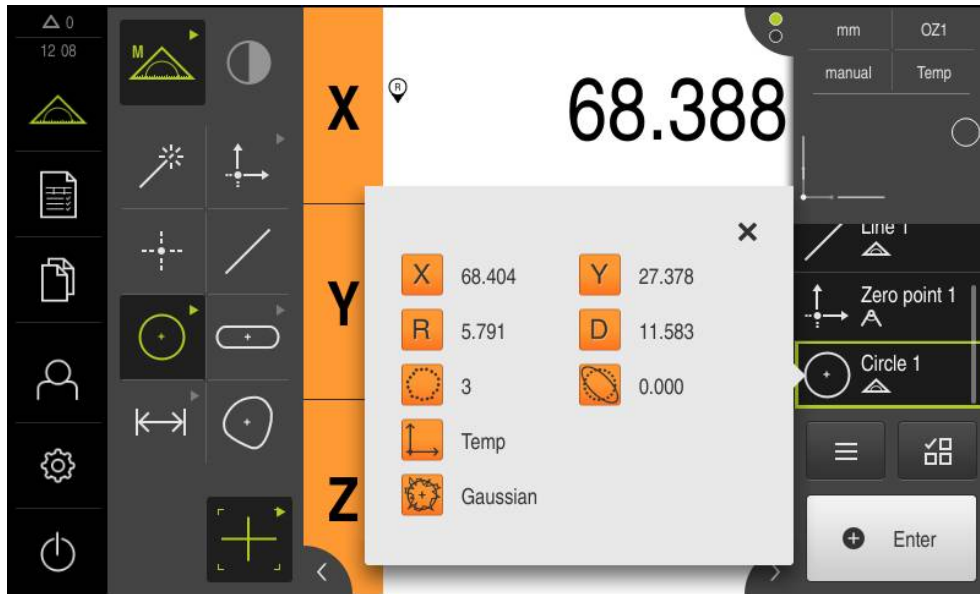 0
12 08
M
X
R
68.388
mm
OZ1
manual
Temp
Y
Z
X 68.404 Y 27.378
R 5.791 D 11.583
3 0.000
Temp
Gaussian
Line 1
Zero point 1
Circle 1
Enter